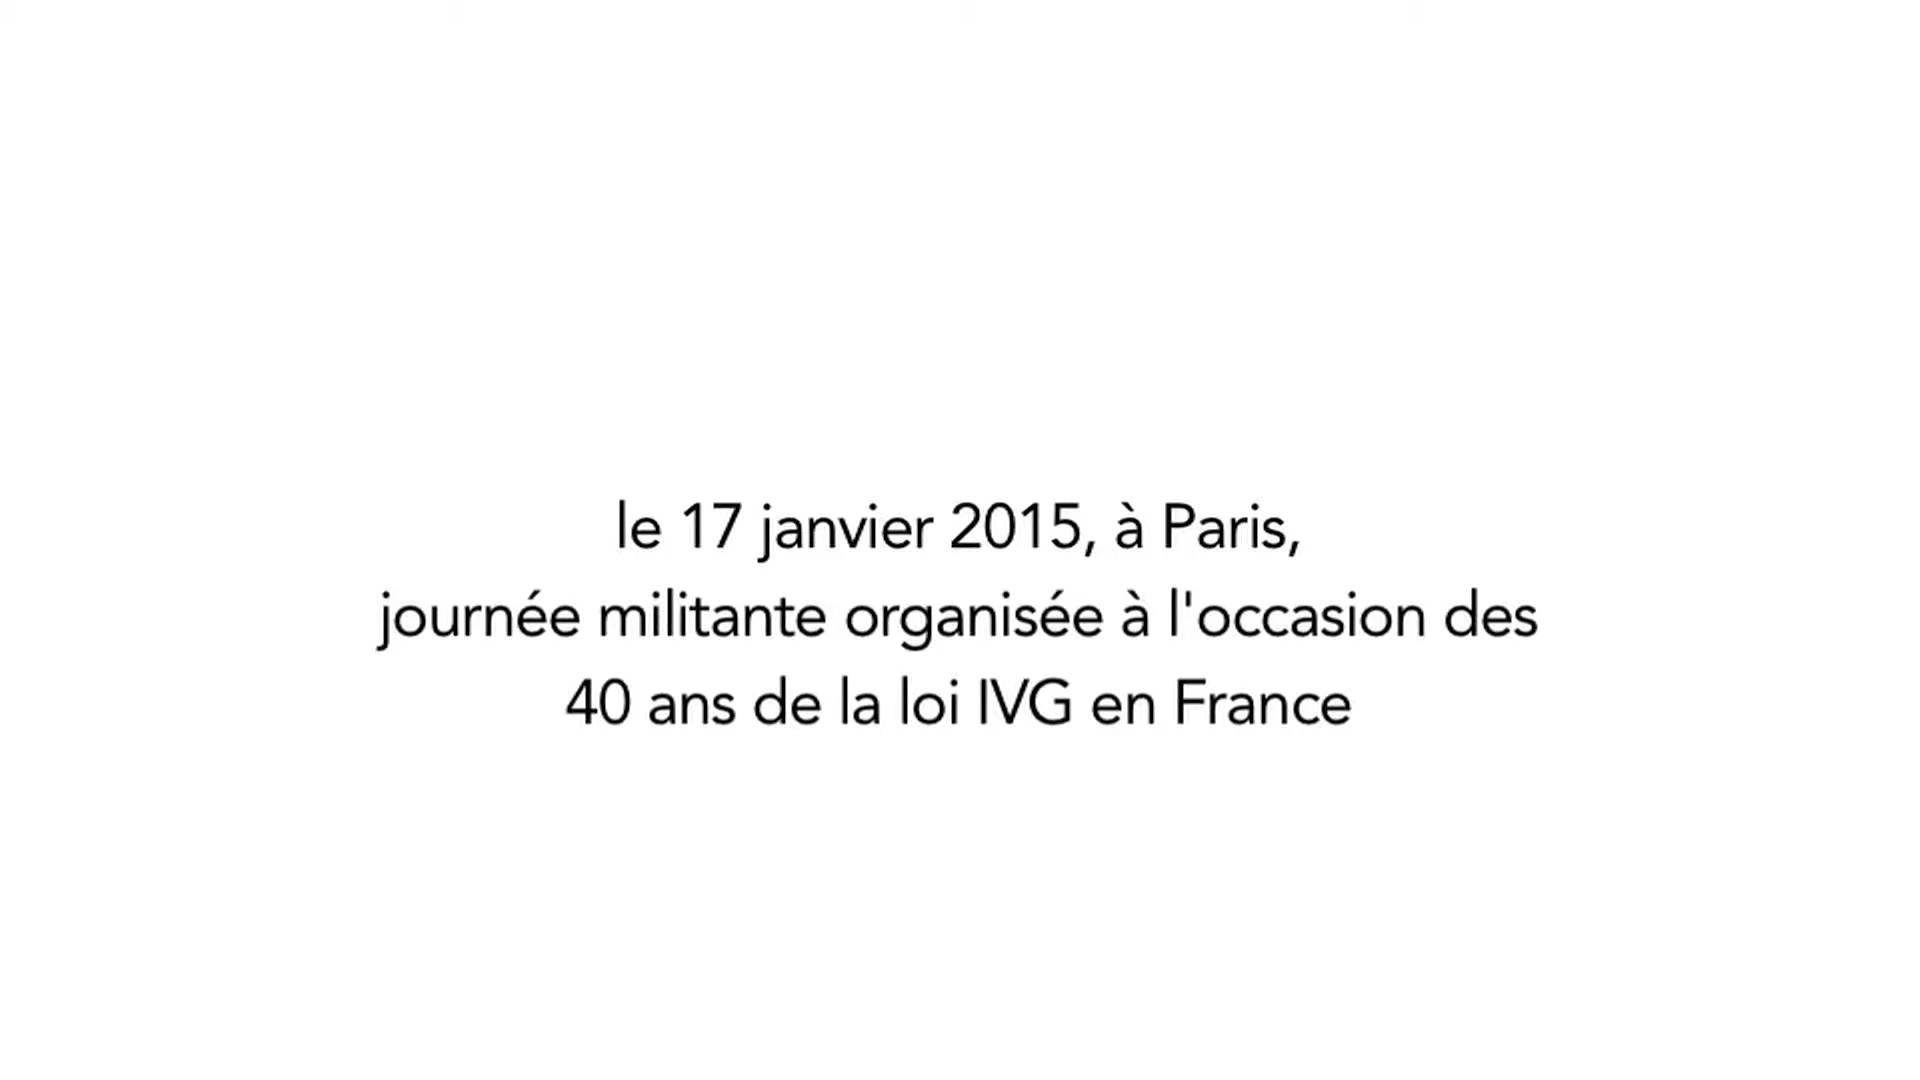 le 17 janvier 2015, à Paris,
journée militante organisée à l'occasion des
40 ans de la loi IVG en France